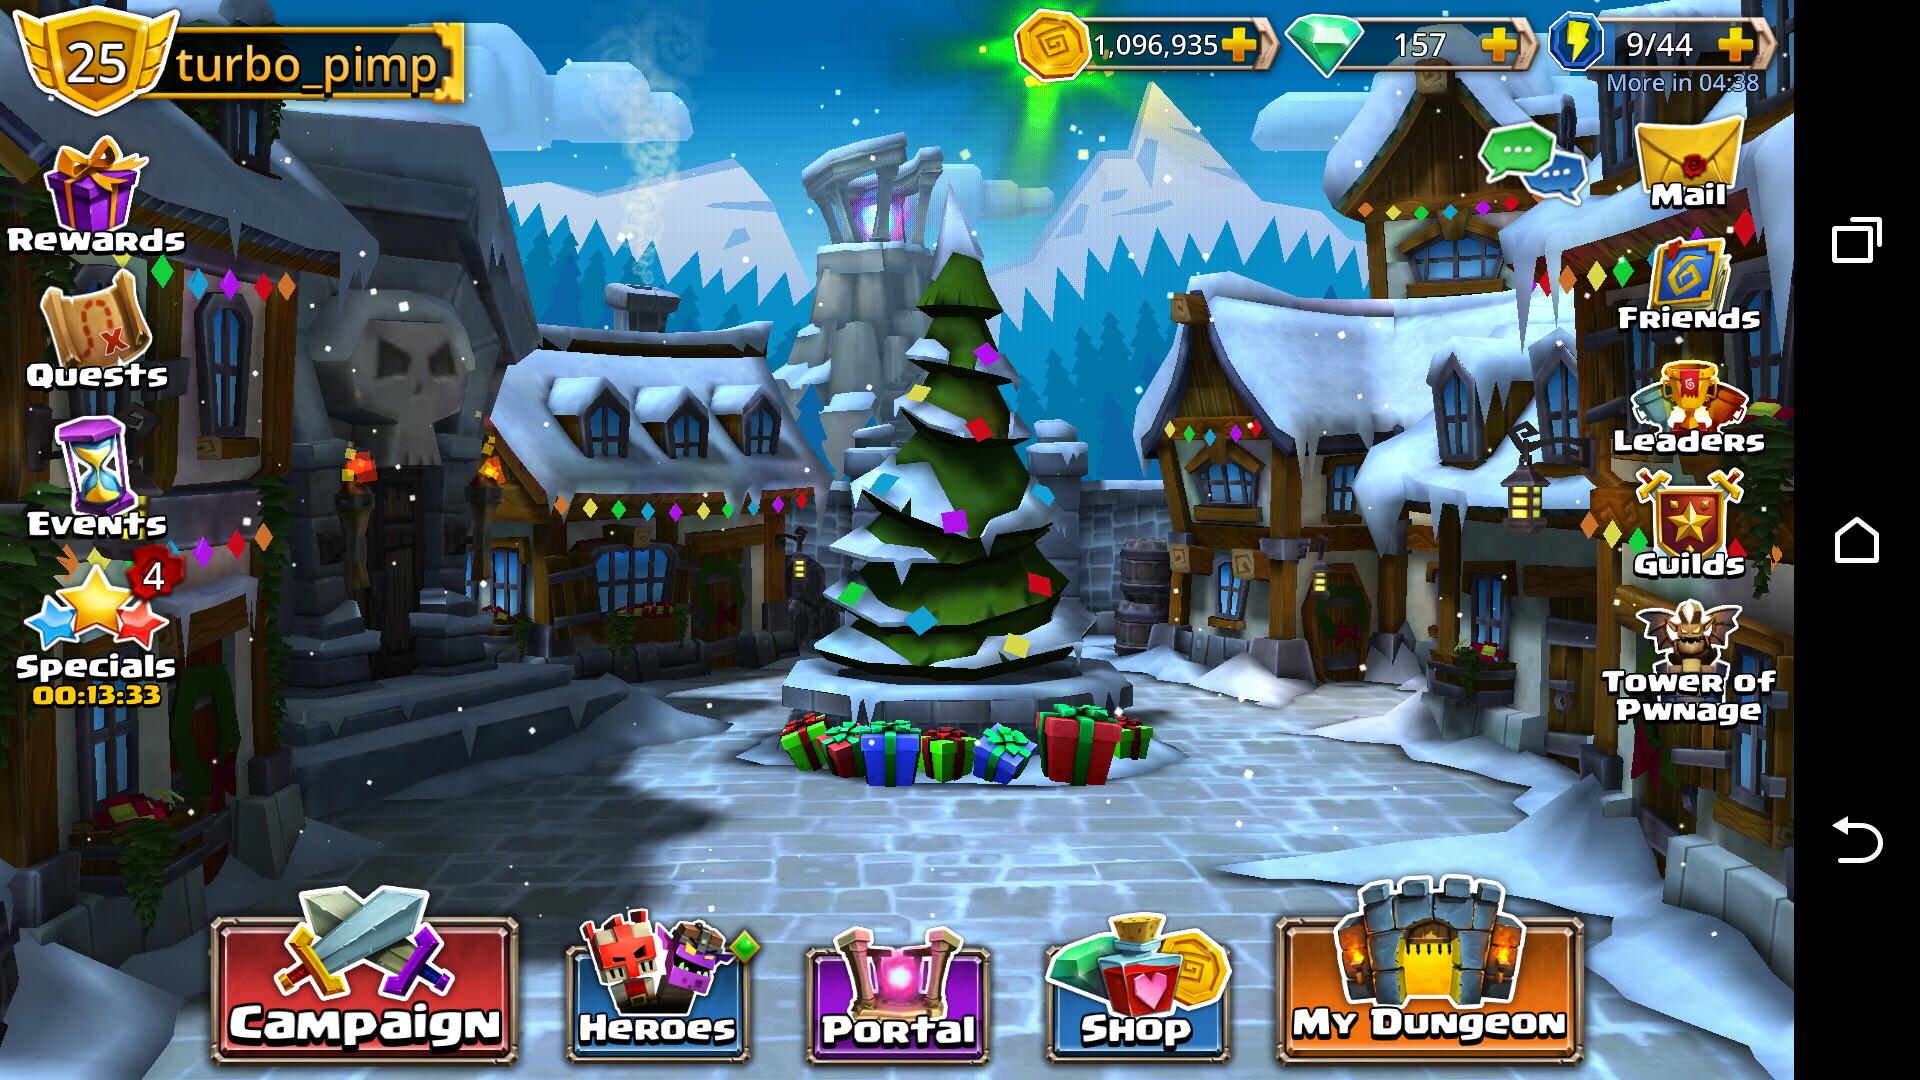 25
turbo_pimp
1,096,935
157
9/44
More in 04:38
Rewards
Quests
Events
4
Specials
00:13:33
Mail
Friends
Leaders
Guilds
Tower of
Pwnage
Campaign
Heroes
Portal
Shop
My Dungeon